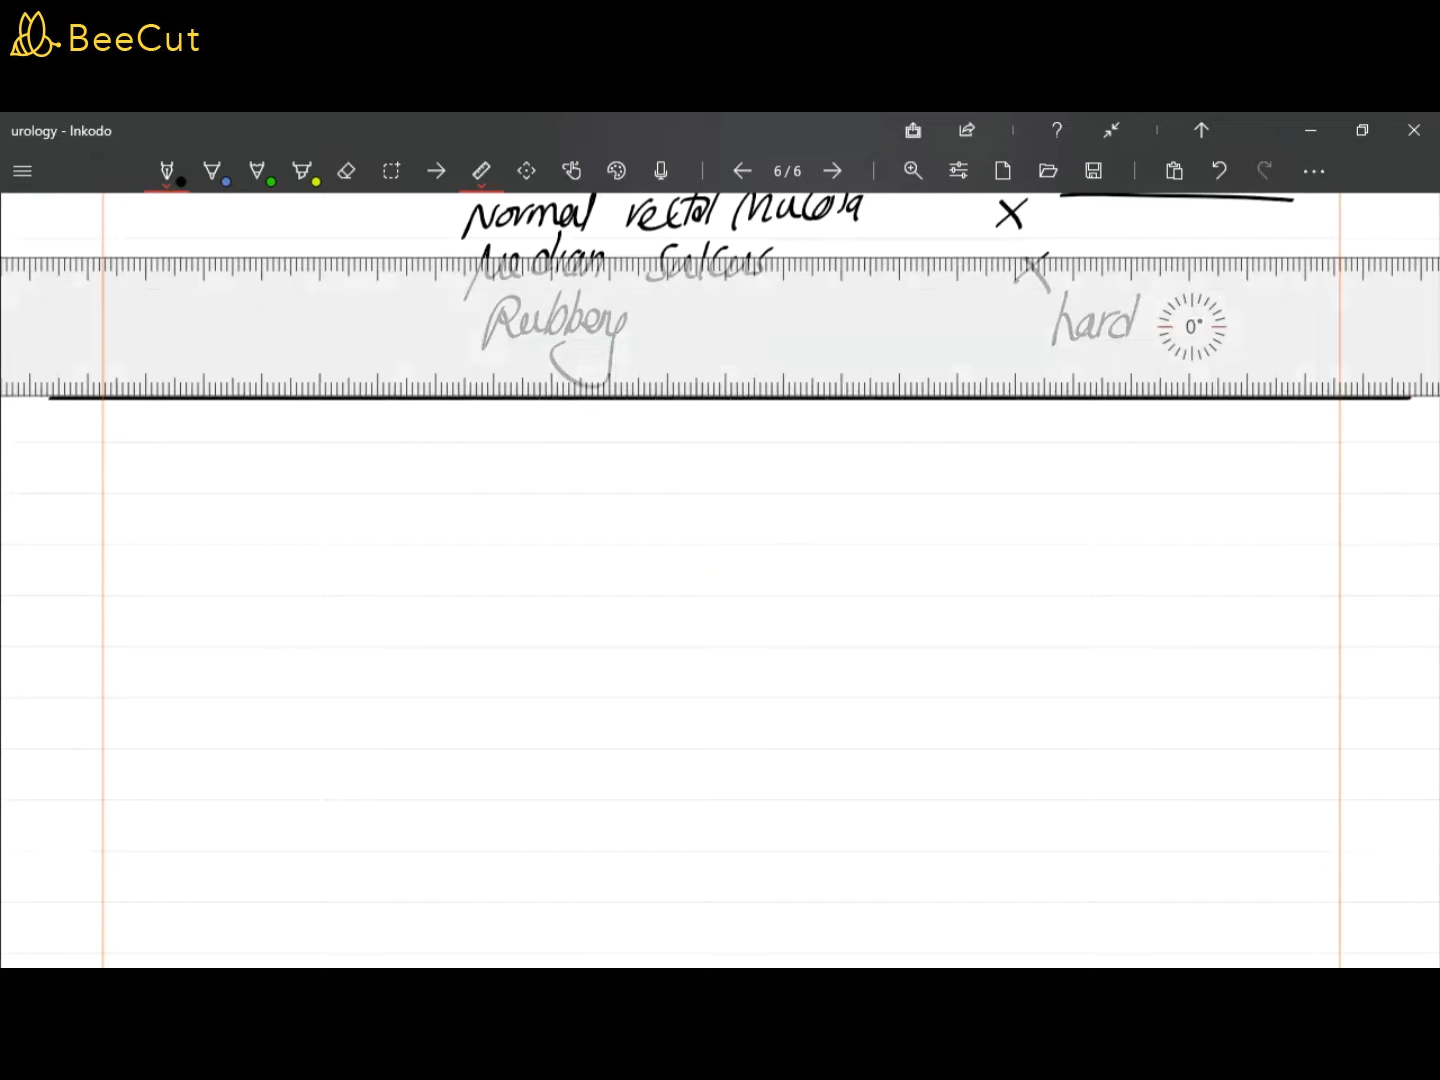 BeeCut
urology - Inkodo
6 / 6
Normal rectal Mucosa X
Median Sulcus X
Rubbery hard
0°